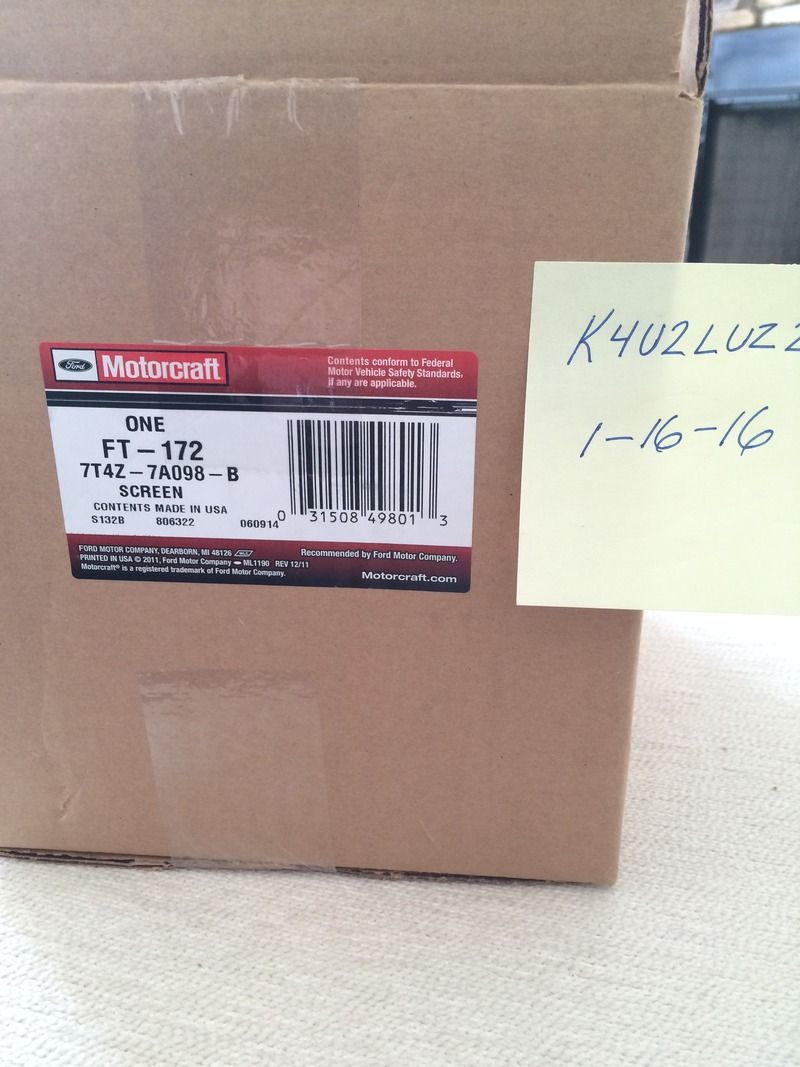 Ford Motorcraft
Contents conform to Federal
Motor Vehicle Safety Standards,
if any are applicable.
ONE
FT-172
7T4Z-7A098-B
SCREEN
CONTENTS MADE IN USA
S132B 806322 060914
0 31508 49801 3
FORD MOTOR COMPANY, DEARBORN, MI 48126
PRINTED IN USA © 2011, Ford Motor Company ML1190 REV 12/11
Motorcraft® is a registered trademark of Ford Motor Company.
Recommended by Ford Motor Company.
Motorcraft.com
K4U2LUZ2
1-16-16